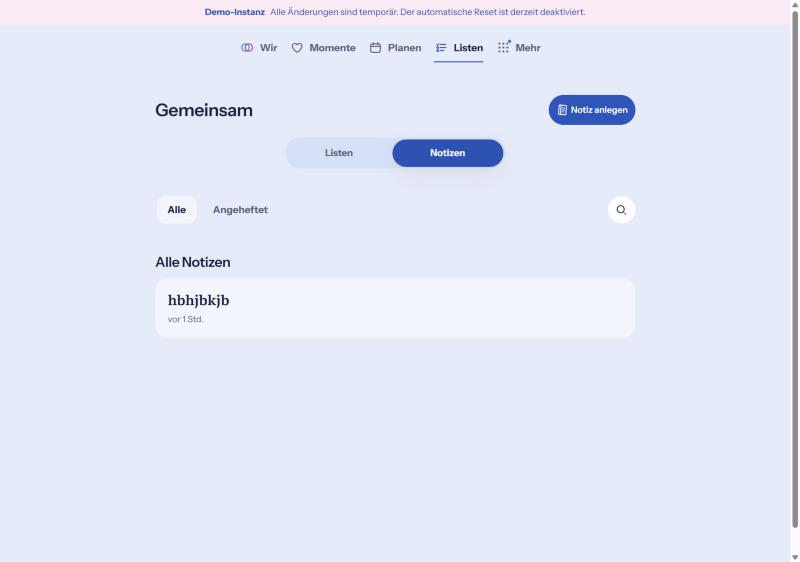 Demo-Instanz Alle Änderungen sind temporär. Der automatische Reset ist derzeit deaktiviert.
Wir Momente Planen Listen Mehr
Gemeinsam
Notiz anlegen
Listen Notizen
Alle Angeheftet
Alle Notizen
hbhjbkjb
vor 1 Std.